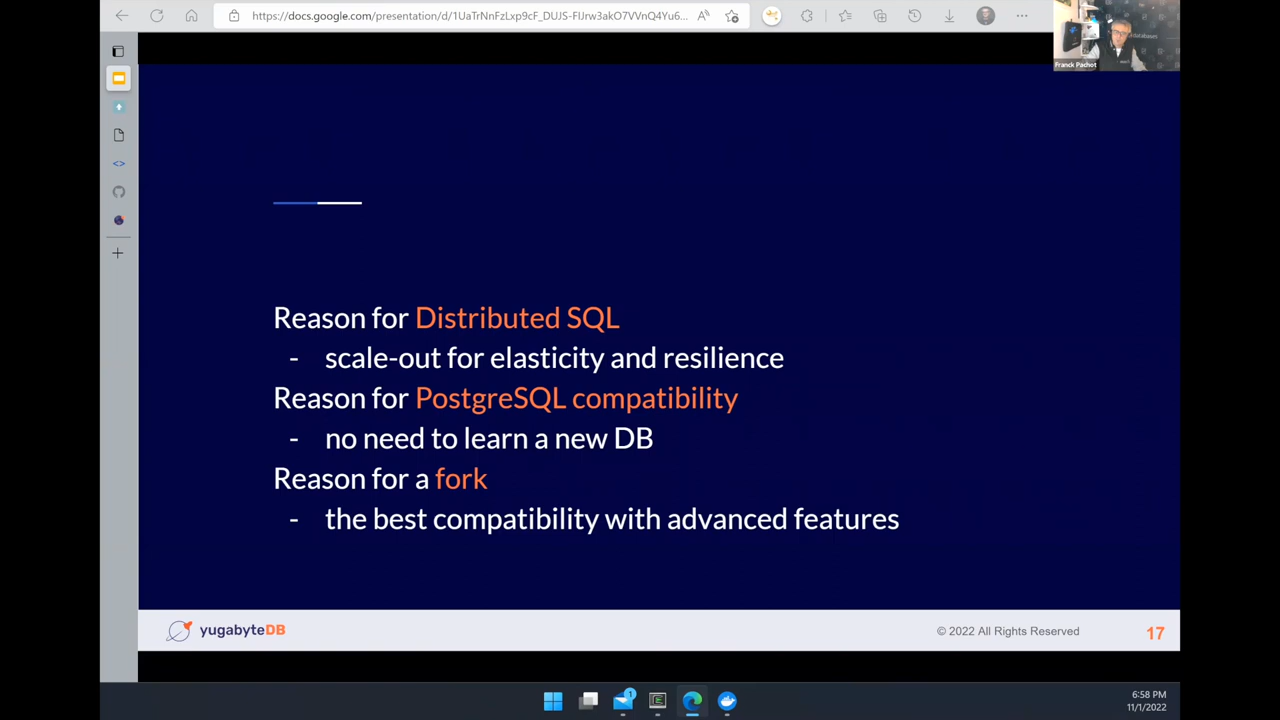 https://docs.google.com/presentation/d/1UaTrNnFzLxp9cF_DUJS-FIJrw3akO7VVnQ4Yu6...
Franck Pachot
Reason for Distributed SQL
- scale-out for elasticity and resilience
Reason for PostgreSQL compatibility
- no need to learn a new DB
Reason for a fork
- the best compatibility with advanced features
yugabyteDB
© 2022 All Rights Reserved
17
1
6:58 PM
11/1/2022